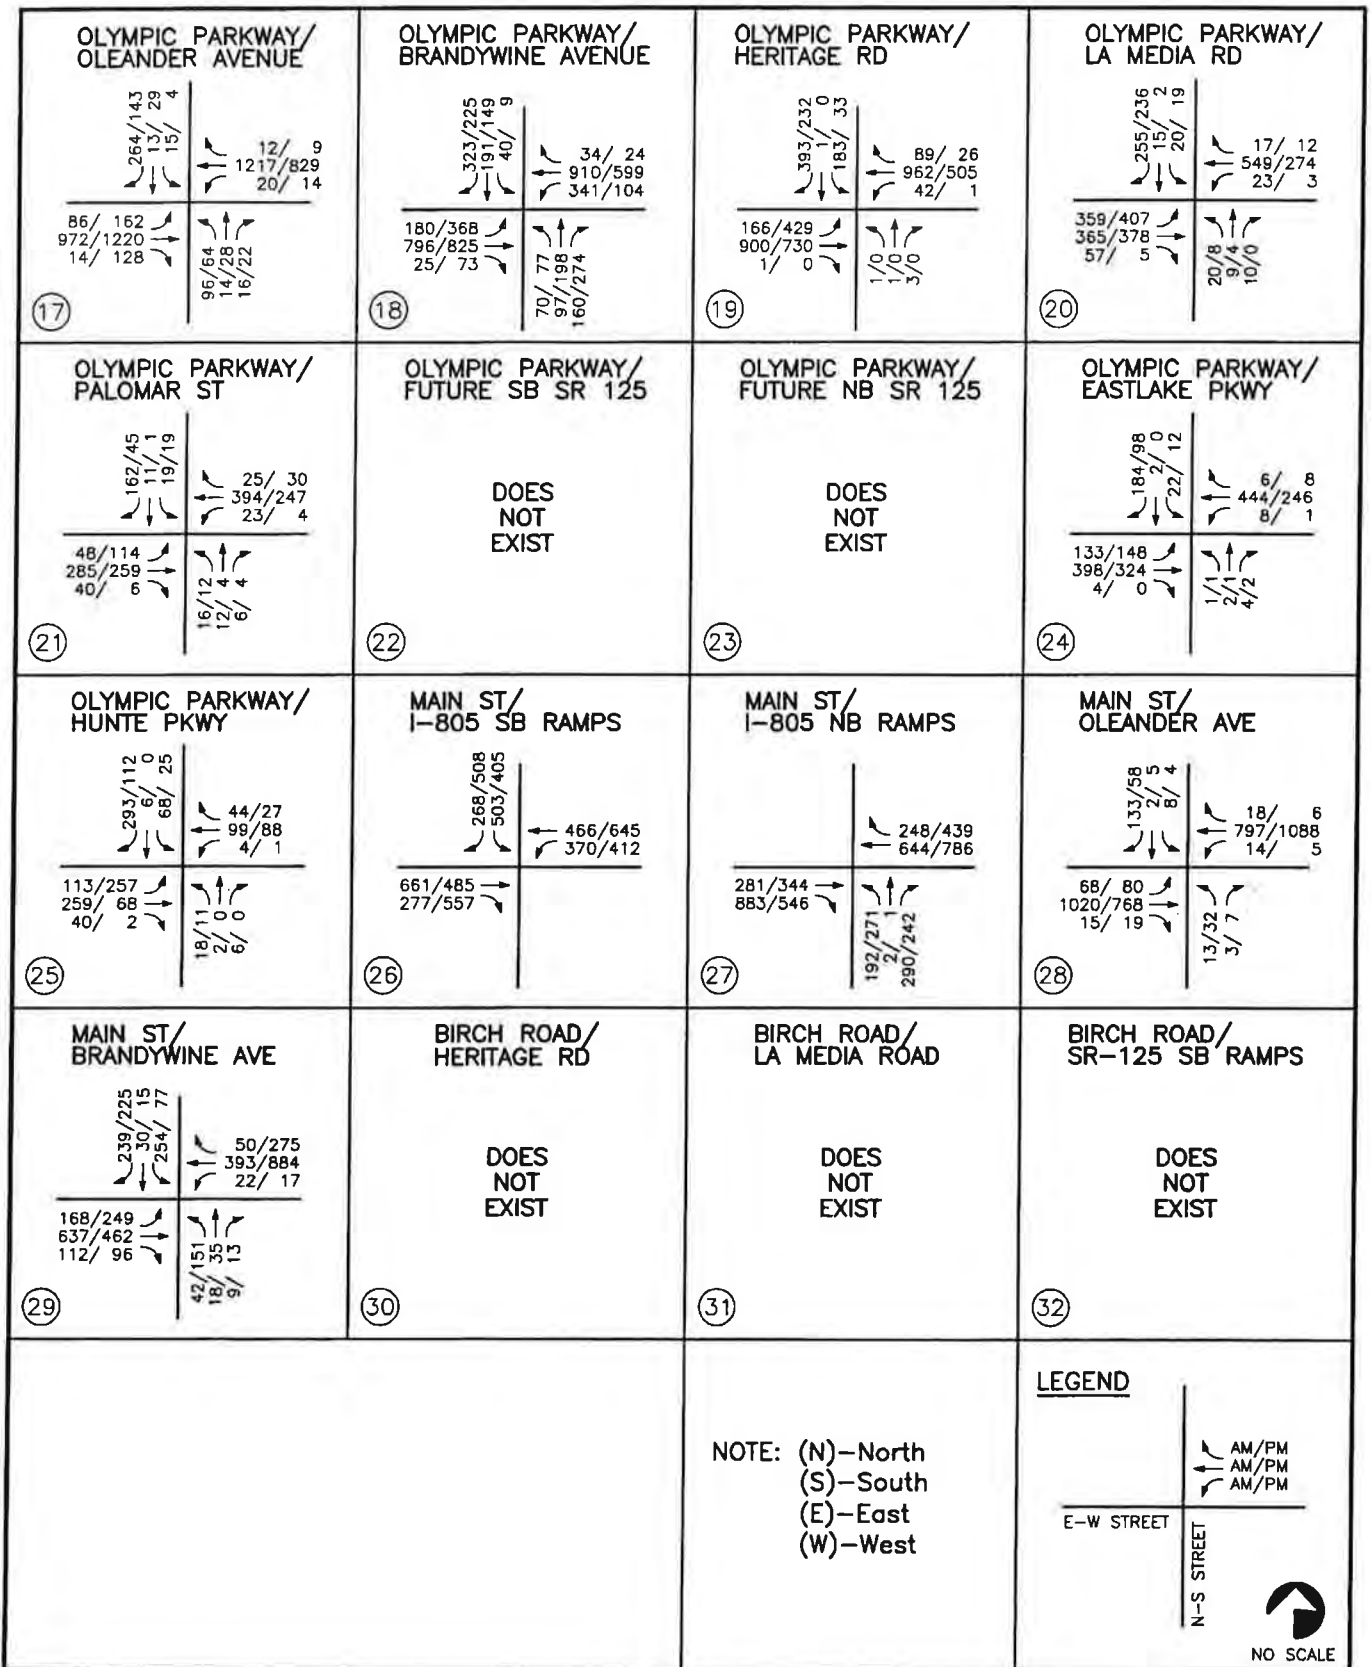 OLYMPIC PARKWAY/
OLEANDER AVENUE
264/143
13/ 29
15/ 4
12/ 9
1217/829
20/ 14
86/ 162
972/1220
14/ 128
96/64
14/28
16/22
17
OLYMPIC PARKWAY/
BRANDYWINE AVENUE
323/225
191/149
40/ 9
34/ 24
910/599
341/104
180/368
796/825
25/ 73
70/ 77
97/198
160/274
18
OLYMPIC PARKWAY/
HERITAGE RD
393/232
1/ 0
183/ 33
89/ 26
962/505
42/ 1
166/429
900/730
1/ 0
1/0
1/0
3/0
19
OLYMPIC PARKWAY/
LA MEDIA RD
255/236
15/ 2
20/ 19
17/ 12
549/274
23/ 3
359/407
365/378
57/ 5
20/8
9/4
10/0
20
OLYMPIC PARKWAY/
PALOMAR ST
162/45
11/ 1
19/19
25/ 30
394/247
23/ 4
48/114
285/259
40/ 6
16/12
12/ 4
6/ 4
21
OLYMPIC PARKWAY/
FUTURE SB SR 125
DOES
NOT
EXIST
22
OLYMPIC PARKWAY/
FUTURE NB SR 125
DOES
NOT
EXIST
23
OLYMPIC PARKWAY/
EASTLAKE PKWY
184/98
2/ 0
22/ 12
6/ 8
444/246
8/ 1
133/148
398/324
4/ 0
1/1
2/1
4/2
24
OLYMPIC PARKWAY/
HUNTE PKWY
293/112
6/ 0
68/ 25
44/27
99/88
4/ 1
113/257
259/ 68
40/ 2
18/11
2/ 0
6/ 0
25
MAIN ST/
I-805 SB RAMPS
268/508
503/405
466/645
370/412
661/485
277/557
26
MAIN ST/
I-805 NB RAMPS
248/439
644/786
281/344
883/546
192/271
2/ 1
290/242
27
MAIN ST/
OLEANDER AVE
133/58
2/ 5
8/ 4
18/ 6
797/1088
14/ 5
68/ 80
1020/768
15/ 19
13/32
3/ 7
28
MAIN ST/
BRANDYWINE AVE
239/225
30/ 15
254/ 77
50/275
393/884
22/ 17
168/249
637/462
112/ 96
42/151
18/ 35
9/ 13
29
BIRCH ROAD/
HERITAGE RD
DOES
NOT
EXIST
30
BIRCH ROAD/
LA MEDIA ROAD
DOES
NOT
EXIST
31
BIRCH ROAD/
SR-125 SB RAMPS
DOES
NOT
EXIST
32
NOTE: (N)-North
(S)-South
(E)-East
(W)-West
LEGEND
AM/PM
AM/PM
AM/PM
E-W STREET
N-S STREET
NO SCALE